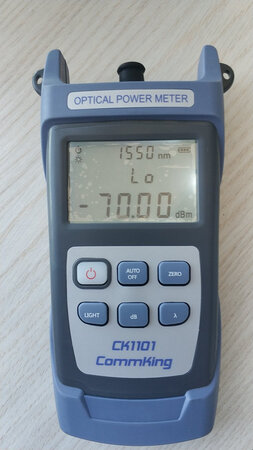 OPTICAL POWER METER
1550 nm
Lo
-70.00 dBm
AUTO OFF
ZERO
LIGHT
dB
λ
CK1101
CommKing